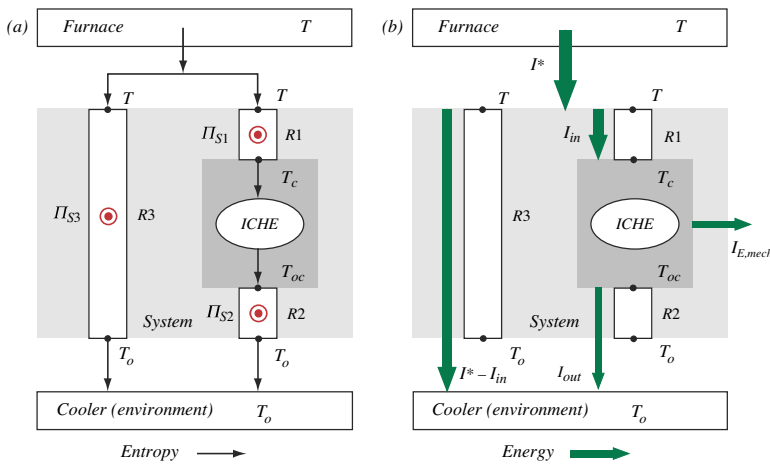 (a) Furnace T
T T
Π_S1 R1
T_c
Π_S3 R3 ICHE
T_oc
Π_S2 R2
System
T_o T_o
Cooler (environment) T_o
Entropy
(b) Furnace T
I*
T T
I_in R1
T_c
R3 ICHE
I_E,mech
T_oc
R2
System
T_o T_o
I* – I_in I_out
Cooler (environment) T_o
Energy